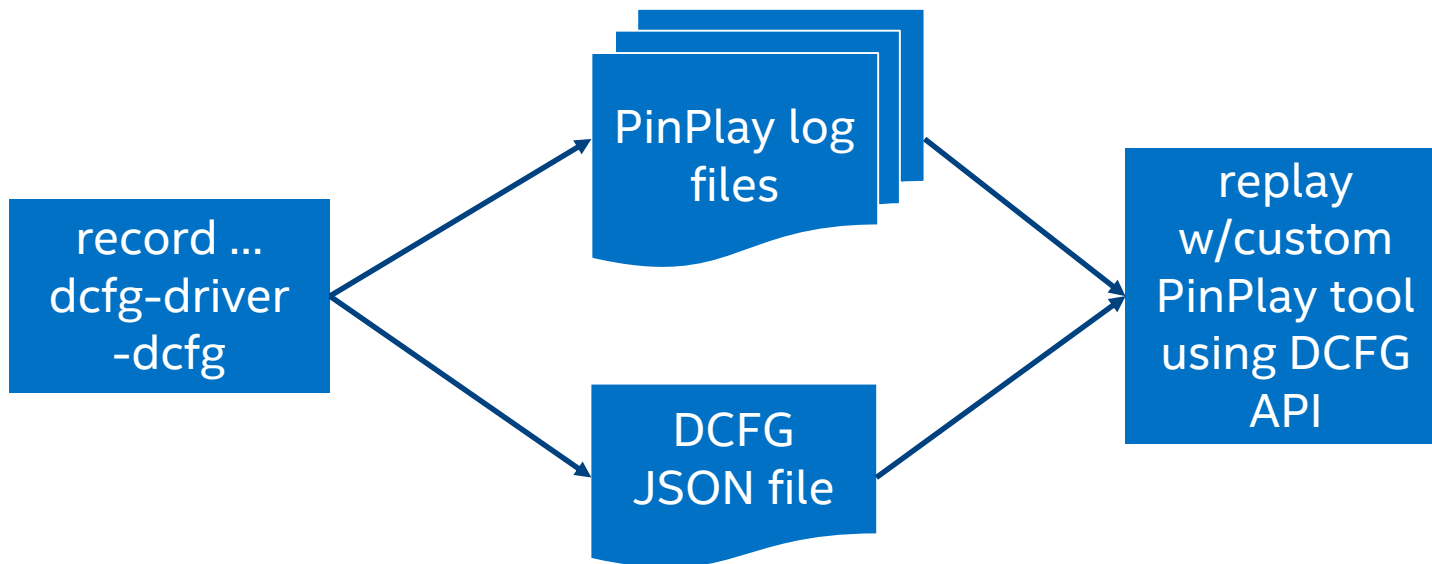 record ...
dcfg-driver
-dcfg
PinPlay log
files
DCFG
JSON file
replay
w/custom
PinPlay tool
using DCFG
API